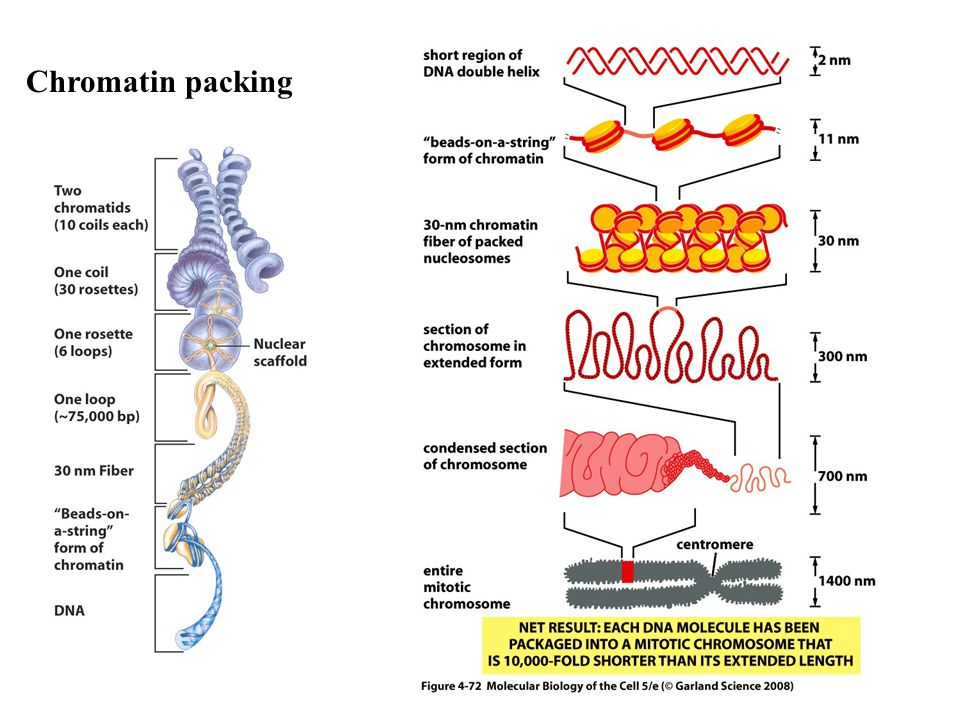 Chromatin packing
Two
chromatids
(10 coils each)
One coil
(30 rosettes)
One rosette
(6 loops)
Nuclear
scaffold
One loop
(~75,000 bp)
30 nm Fiber
“Beads-on-
a-string”
form of
chromatin
DNA
short region of
DNA double helix
2 nm
“beads-on-a-string”
form of chromatin
11 nm
30-nm chromatin
fiber of packed
nucleosomes
30 nm
section of
chromosome in
extended form
300 nm
condensed section
of chromosome
700 nm
centromere
entire
mitotic
chromosome
1400 nm
NET RESULT: EACH DNA MOLECULE HAS BEEN
PACKAGED INTO A MITOTIC CHROMOSOME THAT
IS 10,000-FOLD SHORTER THAN ITS EXTENDED LENGTH
Figure 4-72 Molecular Biology of the Cell 5/e (© Garland Science 2008)